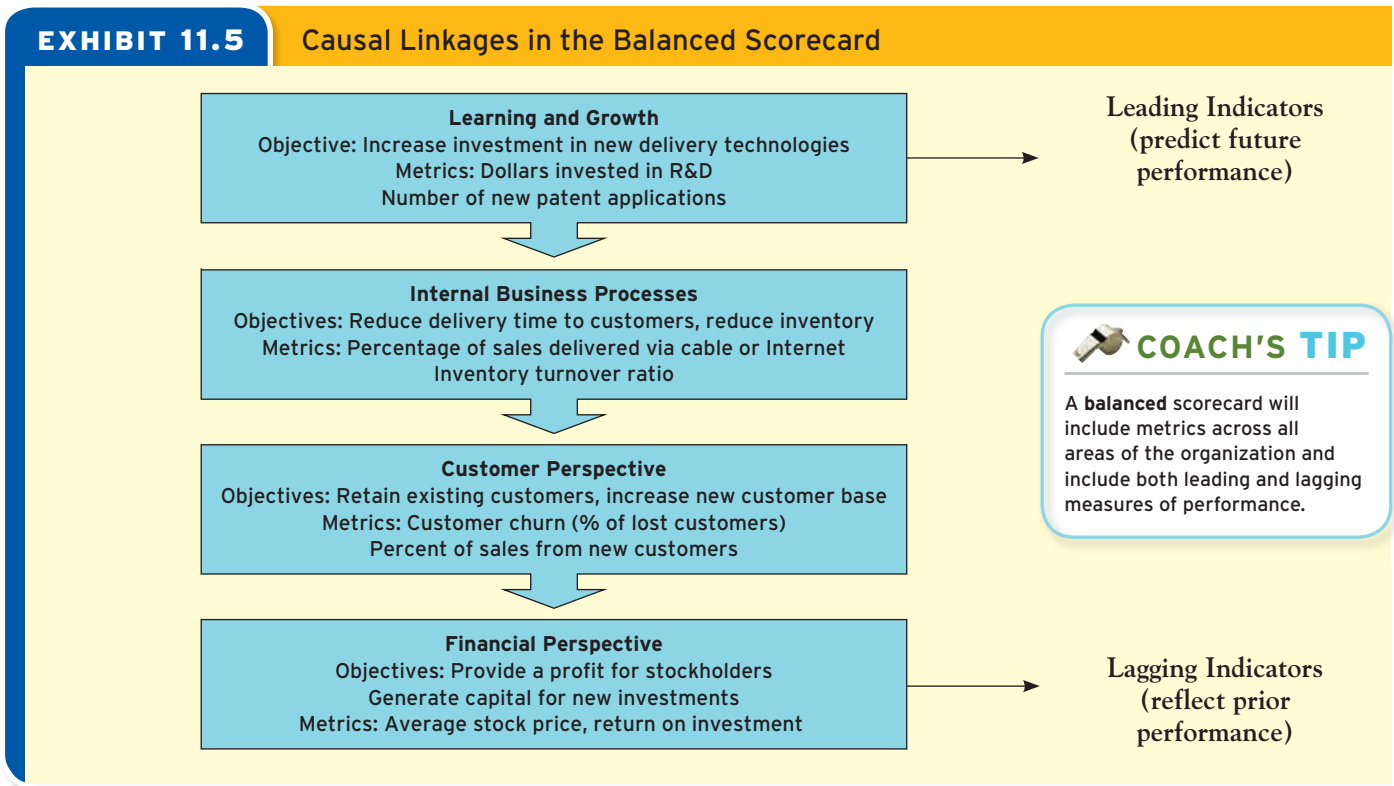 EXHIBIT 11.5
Causal Linkages in the Balanced Scorecard
Learning and Growth
Objective: Increase investment in new delivery technologies
Metrics: Dollars invested in R&D
Number of new patent applications
Leading Indicators
(predict future
performance)
Internal Business Processes
Objectives: Reduce delivery time to customers, reduce inventory
Metrics: Percentage of sales delivered via cable or Internet
Inventory turnover ratio
COACH'S TIP
A balanced scorecard will
include metrics across all
areas of the organization and
include both leading and lagging
measures of performance.
Customer Perspective
Objectives: Retain existing customers, increase new customer base
Metrics: Customer churn (% of lost customers)
Percent of sales from new customers
Financial Perspective
Objectives: Provide a profit for stockholders
Generate capital for new investments
Metrics: Average stock price, return on investment
Lagging Indicators
(reflect prior
performance)